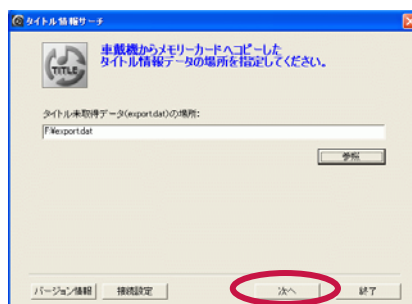 タイトル情報サーチ
TITLE
車載機からメモリーカードへコピーした
タイトル情報データの場所を指定してください。
タイトル未取得データ(export.dat)の場所:
F:¥export.dat
参照
バージョン情報
接続設定
次へ
終了